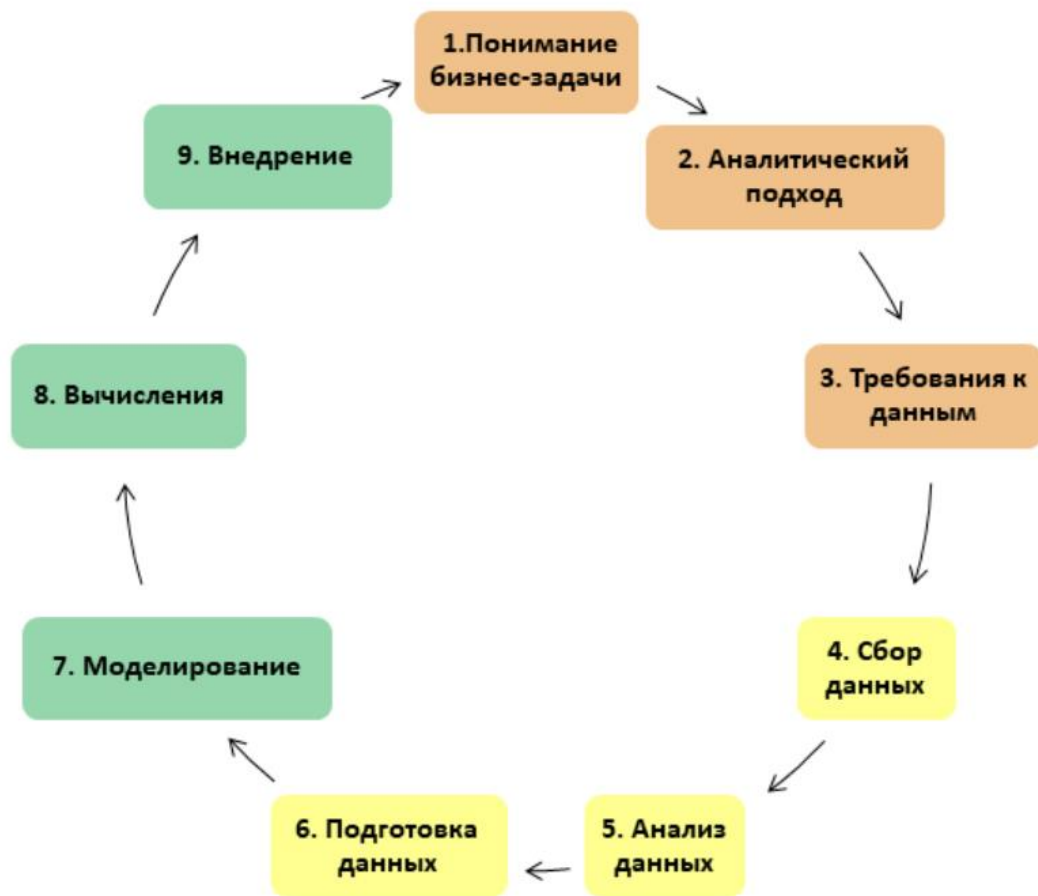 1.Понимание
бизнес-задачи
2. Аналитический
подход
3. Требования к
данным
4. Сбор
данных
5. Анализ
данных
6. Подготовка
данных
7. Моделирование
8. Вычисления
9. Внедрение